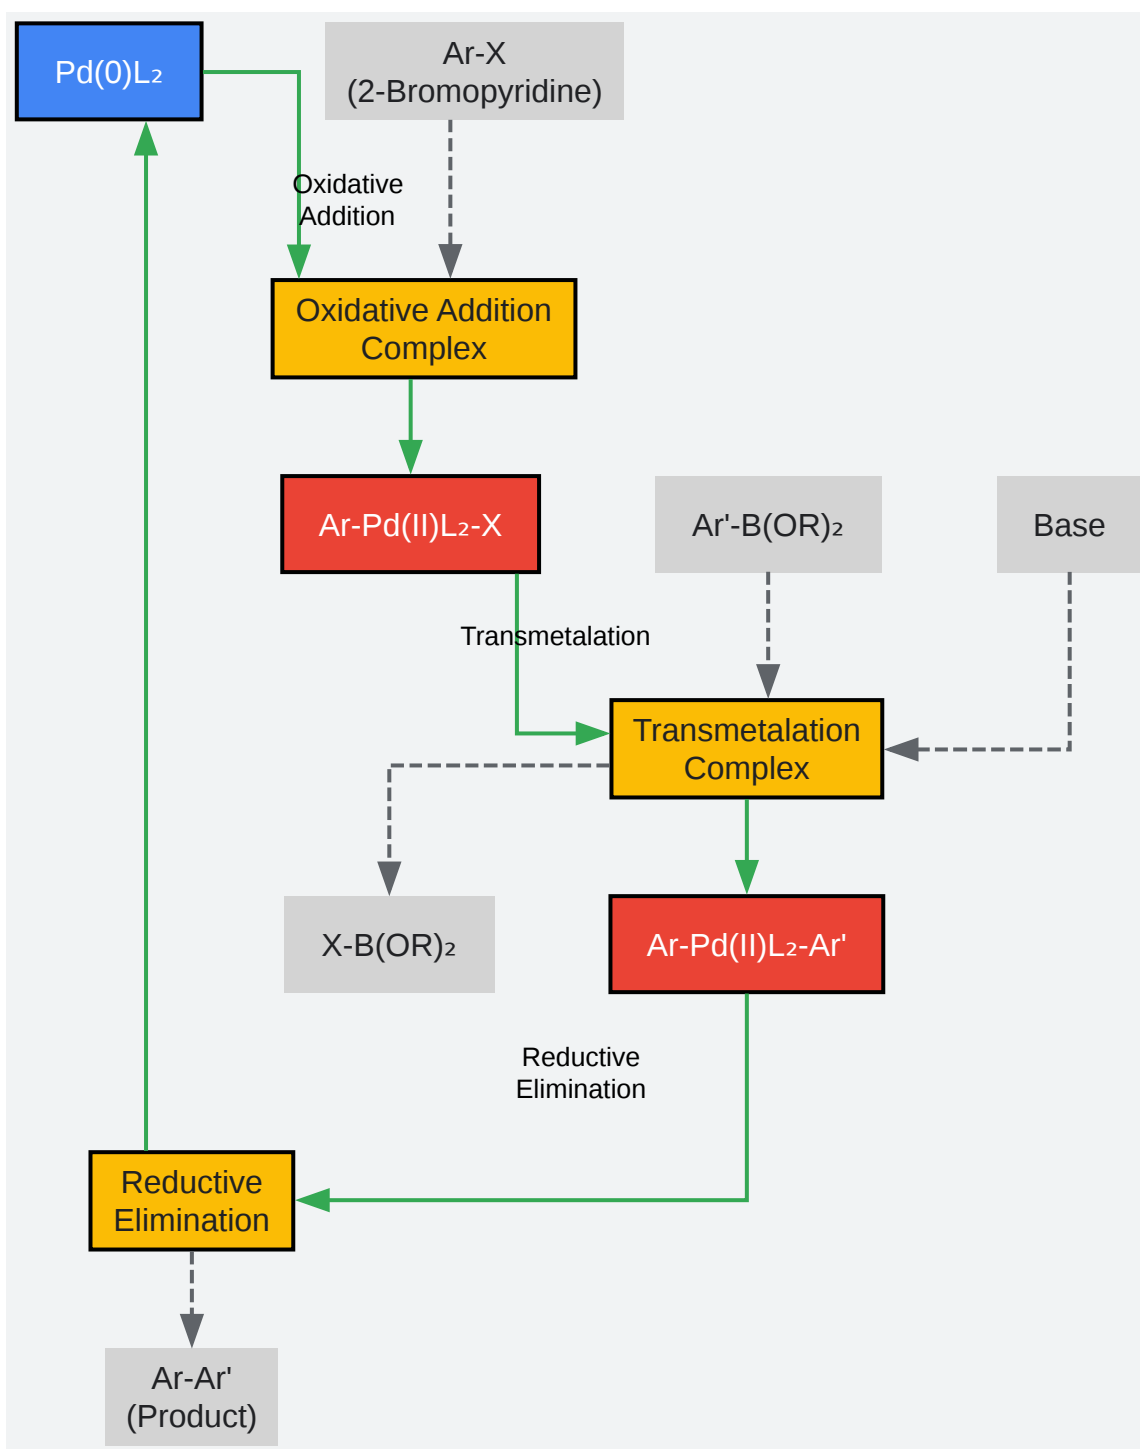 Pd(0)L₂
Ar-X
(2-Bromopyridine)
Oxidative
Addition
Oxidative Addition
Complex
Ar-Pd(II)L₂-X
Ar'-B(OR)₂
Base
Transmetalation
Transmetalation
Complex
X-B(OR)₂
Ar-Pd(II)L₂-Ar'
Reductive
Elimination
Reductive
Elimination
Ar-Ar'
(Product)